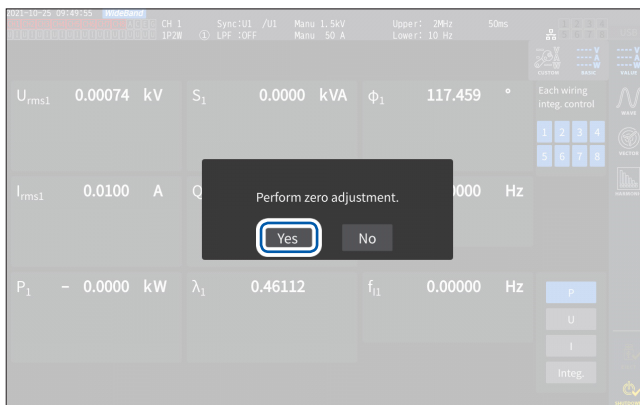 2021-10-25 09:49:55 WideBand
CH 1 Sync:U1 /U1 Manu 1.5kV Upper: 2MHz 50ms
1P2W ① LPF :OFF Manu 50 A Lower: 10 Hz
CUSTOM BASIC VALUE
Urms1 0.00074 kV S1 0.0000 kVA φ1 117.459 °
Each wiring
integ. control
WAVE
1 2 3 4
5 6 7 8
VECTOR
Irms1 0.0100 A Q 0000 Hz
Perform zero adjustment.
Yes No
P1 - 0.0000 kW λ1 0.46112 fI1 0.00000 Hz
P
U
I
Integ.